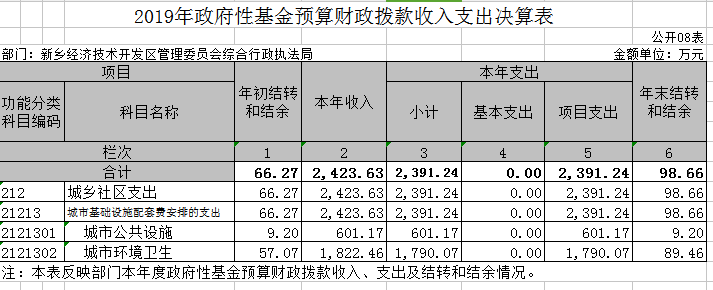 2019年政府性基金预算财政拨款收入支出决算表
公开08表
部门：新乡经济技术开发区管理委员会综合行政执法局 金额单位：万元
项目 年初结转和结余 本年收入 本年支出 年末结转和结余
功能分类科目编码 科目名称 小计 基本支出 项目支出
栏次 1 2 3 4 5 6
合计 66.27 2,423.63 2,391.24 0.00 2,391.24 98.66
212 城乡社区支出 66.27 2,423.63 2,391.24 0.00 2,391.24 98.66
21213 城市基础设施配套费安排的支出 66.27 2,423.63 2,391.24 0.00 2,391.24 98.66
2121301 城市公共设施 9.20 601.17 601.17 0.00 601.17 9.20
2121302 城市环境卫生 57.07 1,822.46 1,790.07 0.00 1,790.07 89.46
注：本表反映部门本年度政府性基金预算财政拨款收入、支出及结转和结余情况。